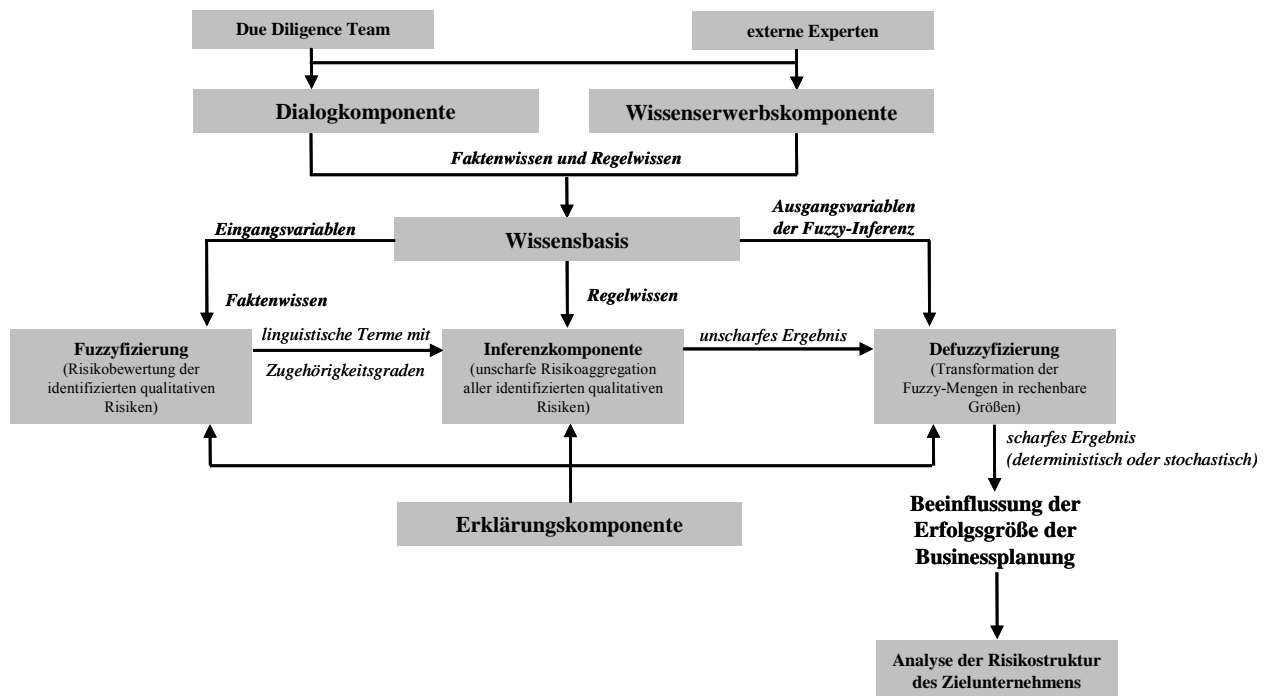 Due Diligence Team
externe Experten
Dialogkomponente
Wissenserwerbskomponente
Faktenwissen und Regelwissen
Ausgangsvariablen
der Fuzzy-Inferenz
Eingangsvariablen
Wissensbasis
Faktenwissen
Regelwissen
Fuzzyfizierung
(Risikobewertung der
identifizierten qualitativen
Risiken)
linguistische Terme mit
Zugehörigkeitsgraden
Inferenzkomponente
(unscharfe Risikoaggregation
aller identifizierten qualitativen
Risiken)
unscharfes Ergebnis
Defuzzyfizierung
(Transformation der
Fuzzy-Mengen in rechenbare
Größen)
scharfes Ergebnis
(deterministisch oder stochastisch)
Erklärungskomponente
Beeinflussung der
Erfolgsgröße der
Businessplanung
Analyse der Risikostruktur
des Zielunternehmens